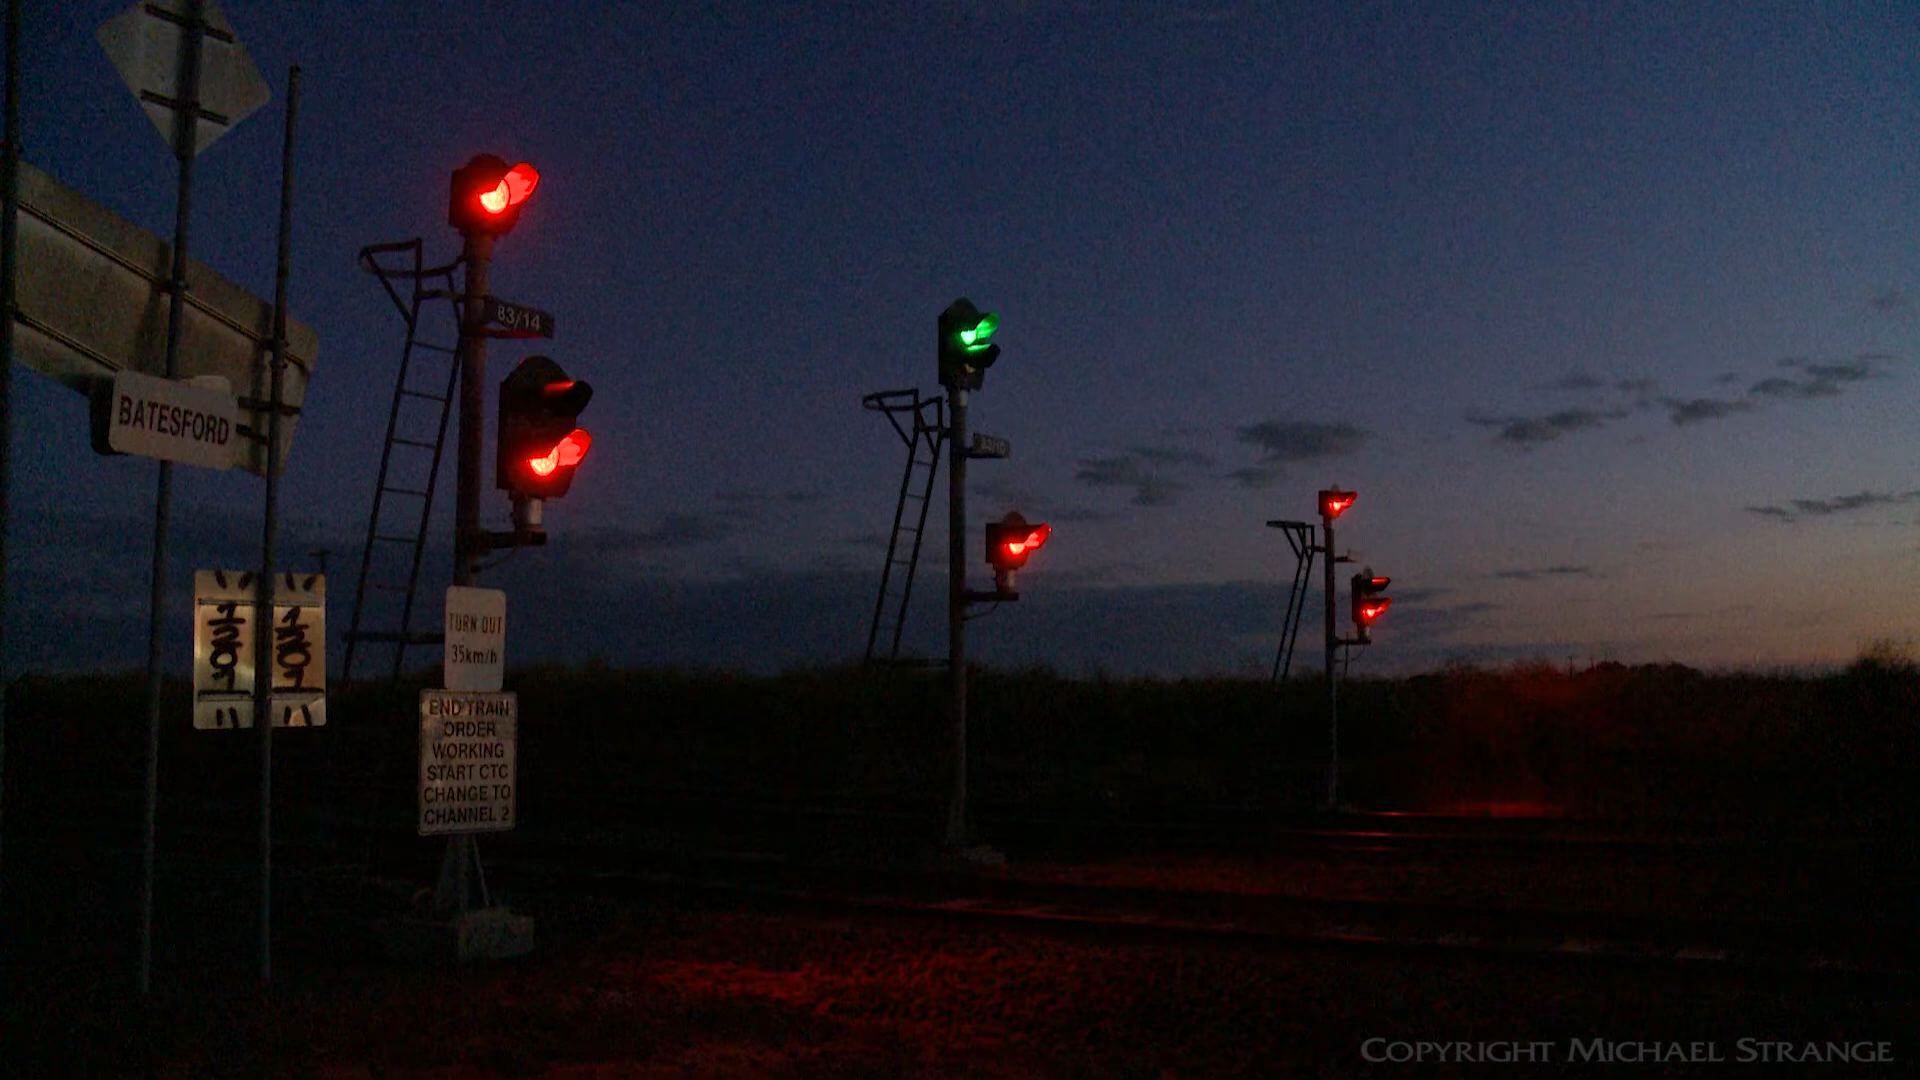 83/14
BATESFORD
TURN OUT
35km/h
END TRAIN
ORDER
WORKING
START CTC
CHANGE TO
CHANNEL 2
COPYRIGHT MICHAEL STRANGE